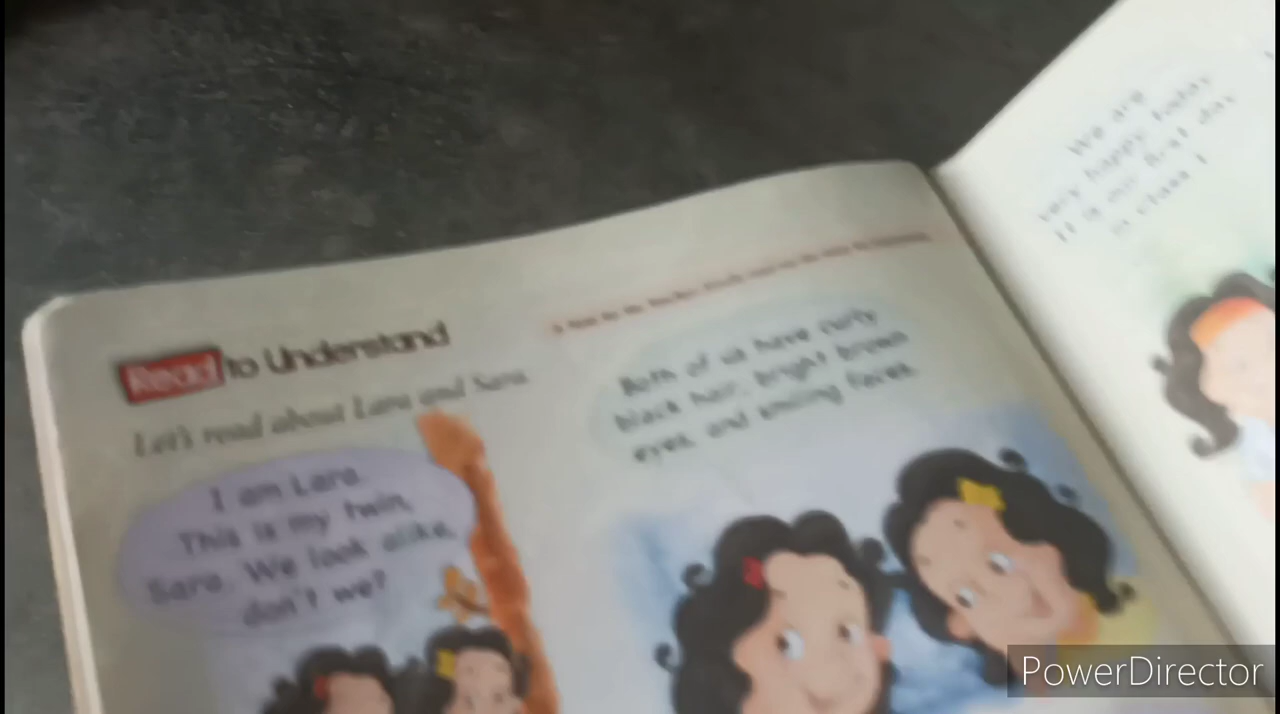 Read to Understand
Let's read about Lara and Sara
I am Lara.
This is my twin,
Sara. We look alike,
don't we?
Both of us have curly
black hair, bright brown
eyes, and smiling faces.
We are
very happy today.
It is our first day
in class 1
PowerDirector